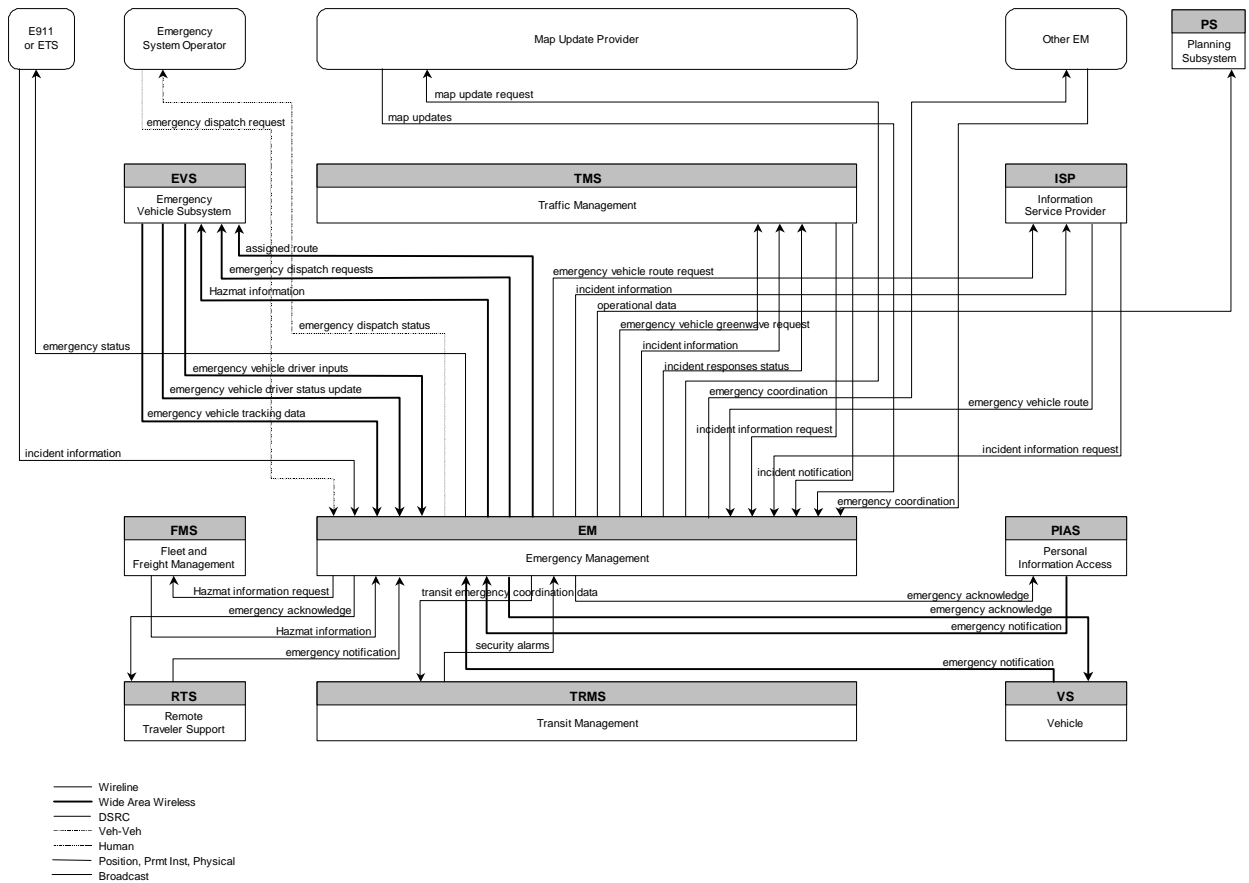 E911
or ETS
Emergency
System Operator
Map Update Provider
Other EM
PS
Planning
Subsystem
map update request
map updates
emergency dispatch request
EVS
Emergency
Vehicle Subsystem
TMS
Traffic Management
ISP
Information
Service Provider
assigned route
emergency dispatch requests
emergency vehicle route request
Hazmat information
incident information
operational data
emergency dispatch status
emergency vehicle greenwave request
emergency status
incident information
emergency vehicle driver inputs
incident responses status
emergency vehicle driver status update
emergency coordination
emergency vehicle route
emergency vehicle tracking data
incident information request
incident information
incident information request
incident notification
emergency coordination
FMS
Fleet and
Freight Management
EM
Emergency Management
PIAS
Personal
Information Access
Hazmat information request
transit emergency coordination data
emergency acknowledge
emergency acknowledge
emergency acknowledge
Hazmat information
emergency notification
emergency notification
security alarms
emergency notification
RTS
Remote
Traveler Support
TRMS
Transit Management
VS
Vehicle
Wireline
Wide Area Wireless
DSRC
Veh-Veh
Human
Position, Prmt Inst, Physical
Broadcast